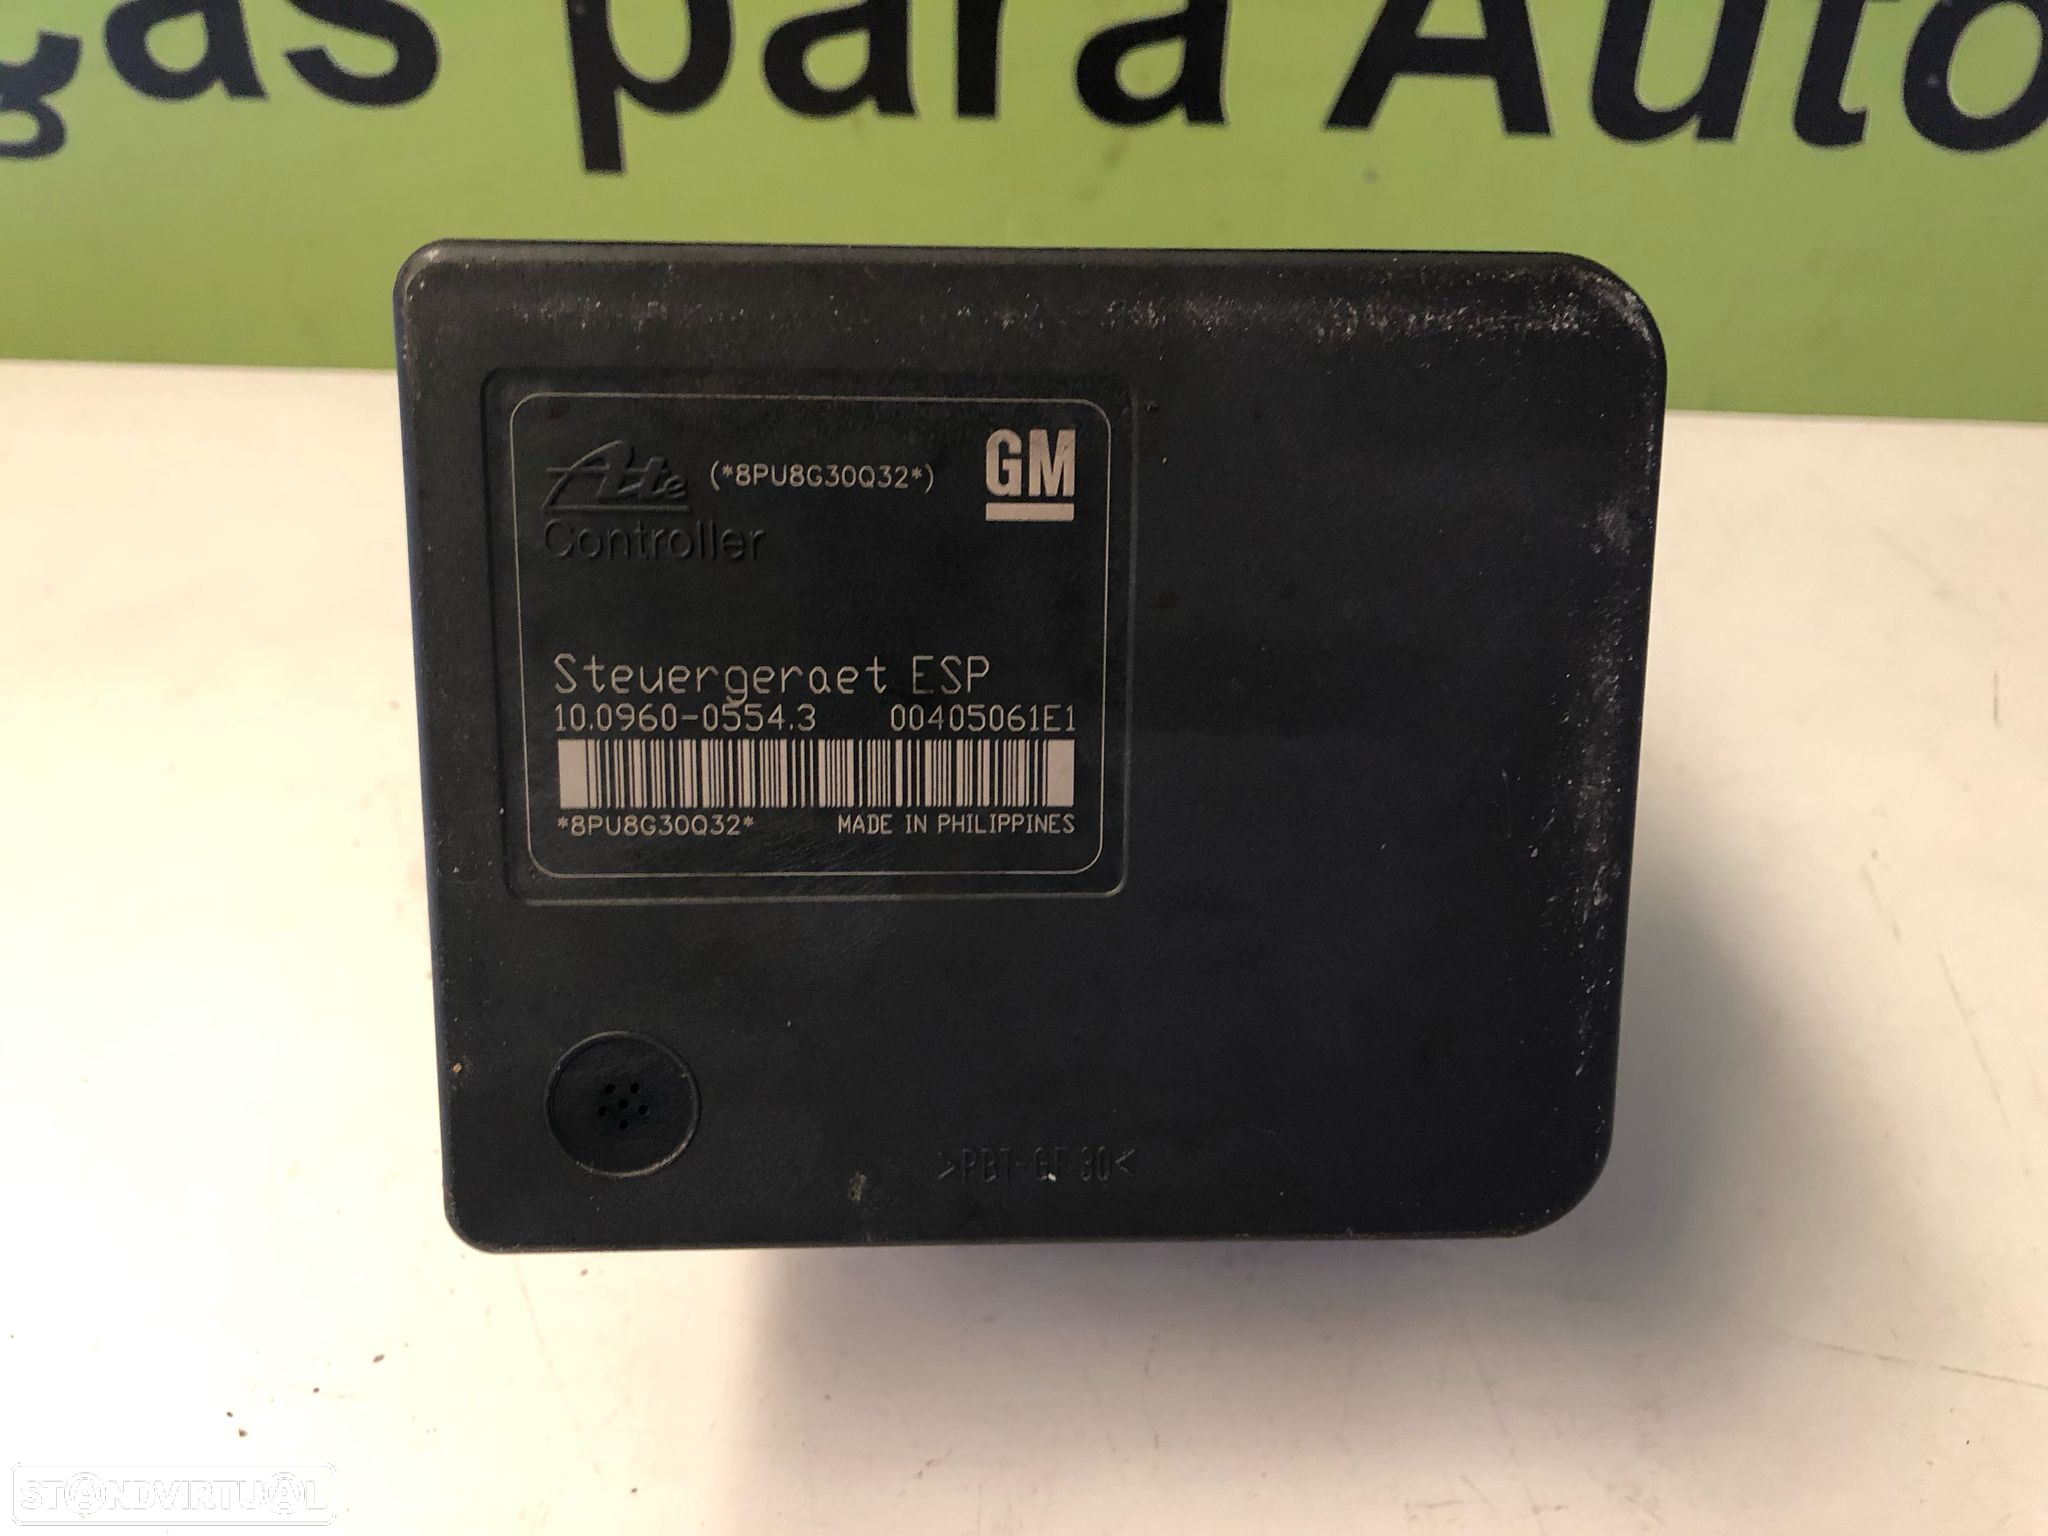 ças para Auto
Ate (*8PU8G30Q32*) GM
Controller
Steuergeraet ESP
10.0960-0554.3 00405061E1
*8PU8G30Q32* MADE IN PHILIPPINES
>PBT-GF 30<
STANDVIRTUAL